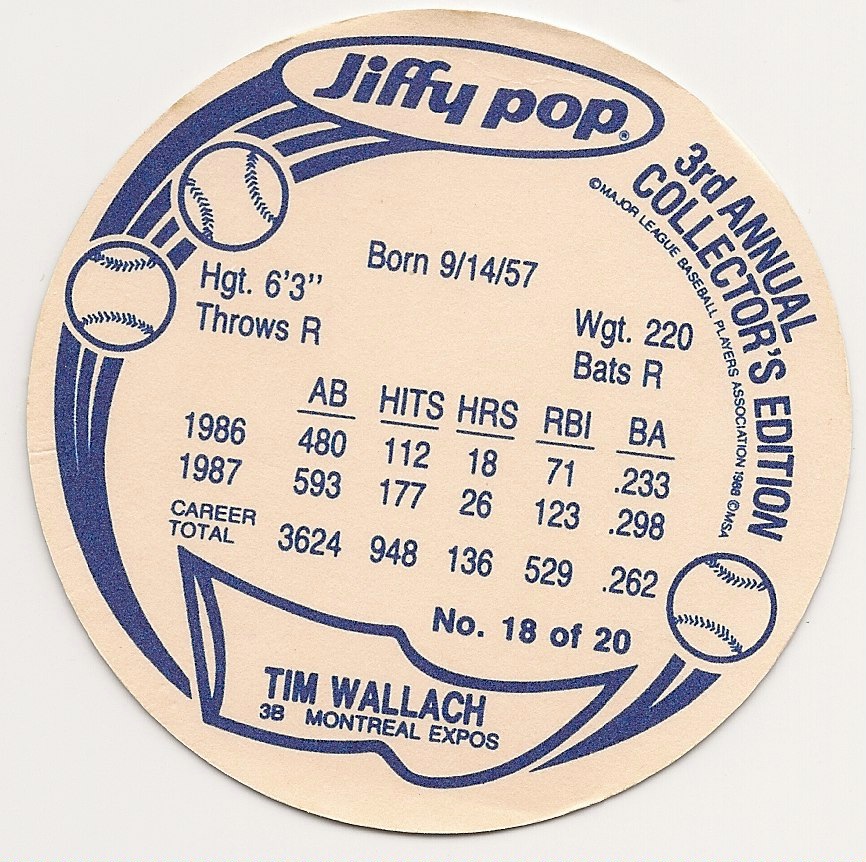 Jiffy pop®
3rd ANNUAL
COLLECTOR'S EDITION
©MAJOR LEAGUE BASEBALL PLAYERS ASSOCIATION 1988 ©MSA
Born 9/14/57
Hgt. 6'3" Wgt. 220
Throws R Bats R
AB HITS HRS RBI BA
1986 480 112 18 71 .233
1987 593 177 26 123 .298
CAREER
TOTAL 3624 948 136 529 .262
No. 18 of 20
TIM WALLACH
3B MONTREAL EXPOS